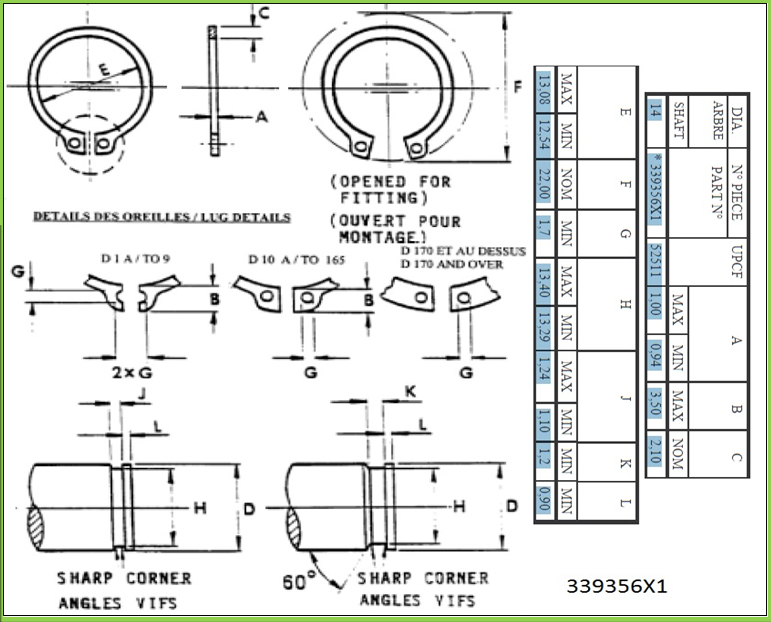 C
E
A
F
(OPENED FOR
FITTING)
(OUVERT POUR
MONTAGE.)
DETAILS DES OREILLES / LUG DETAILS
D 1 A / TO 9
D 10 A / TO 165
D 170 ET AU DESSUS
D 170 AND OVER
G
B
B
2 x G
G
G
J
L
K
L
H
D
H
D
60°
SHARP CORNER
ANGLES VIFS
SHARP CORNER
ANGLES VIFS
DIA ARBRE N° PIECE UPCF A B C
SHAFT PART N° MAX MIN MAX NOM
14 * 339356X1 52511 1,00 0,94 3,50 2,10
E F G H J K L
MAX MIN NOM MIN MAX MIN MAX MIN MIN MIN
13,08 12,54 22,00 1,7 13,40 13,29 1,24 1,10 1,2 0,90
339356X1